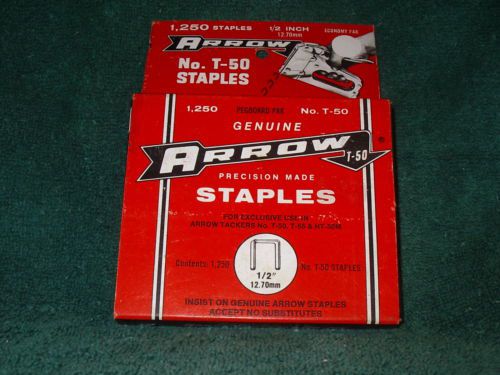 1,250 STAPLES 1/2 INCH
12.70mm
ECONOMY PAK
ARROW
No. T-50
STAPLES
1,250 PEGBOARD PAK No. T-50
GENUINE
ARROW
T-50
PRECISION MADE
STAPLES
FOR EXCLUSIVE USE IN
ARROW TACKERS No. T-50, T-55 & HT-50M
Contents: 1,250
1/2"
12.70mm
No. T-50 STAPLES
INSIST ON GENUINE ARROW STAPLES
ACCEPT NO SUBSTITUTES